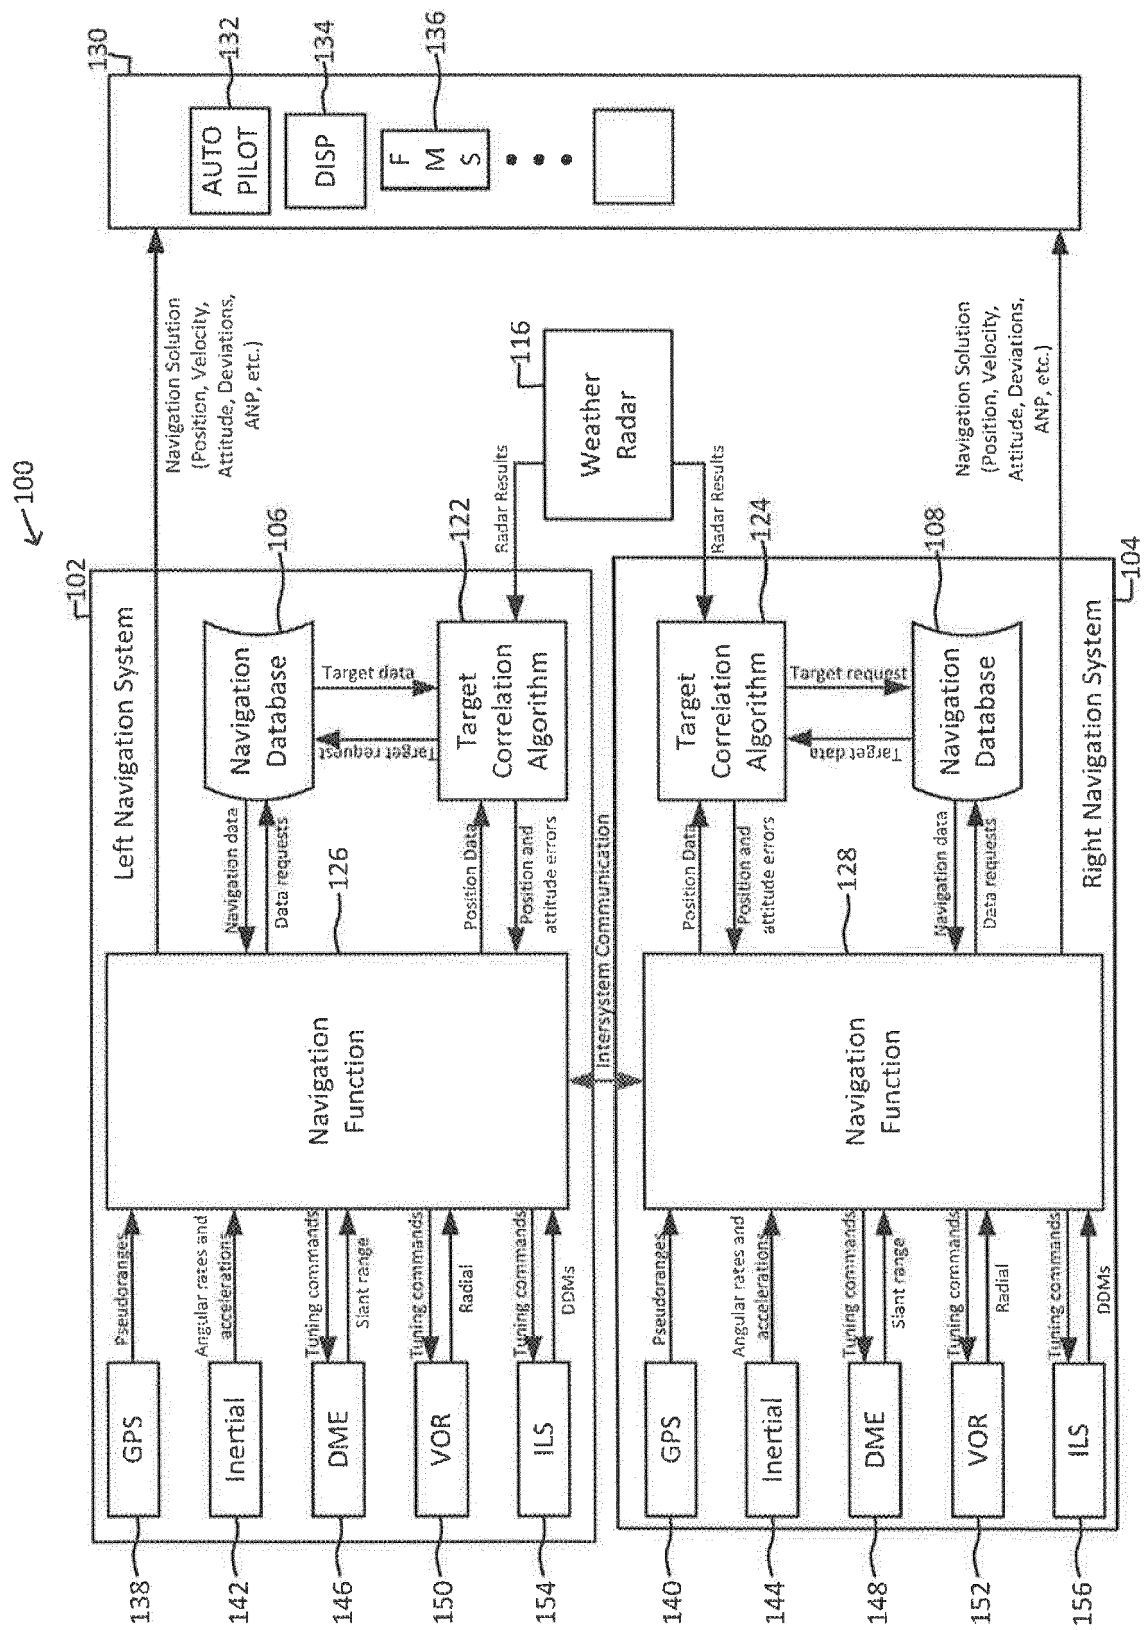 100
102
Left Navigation System
138
GPS
Pseudoranges
142
Inertial
Angular rates and
accelerations
146
DME
Tuning commands
Slant range
150
VOR
Tuning commands
Radial
154
ILS
Tuning commands
DDMs
Navigation
Function
126
Navigation data
Data requests
Position Data
Position and
attitude errors
106
Navigation
Database
Target data
Target request
122
Target
Correlation
Algorithm
Radar Results
Navigation Solution
(Position, Velocity,
Attitude, Deviations,
ANP, etc.)
Intersystem Communication
116
Weather
Radar
130
AUTO
PILOT
132
DISP
134
F
M
S
136
104
Right Navigation System
140
GPS
Pseudoranges
144
Inertial
Angular rates and
accelerations
148
DME
Tuning commands
Slant range
152
VOR
Tuning commands
Radial
156
ILS
Tuning commands
DDMs
Navigation
Function
128
Position Data
Position and
attitude errors
Navigation data
Data requests
Radar Results
124
Target
Correlation
Algorithm
Target request
Target data
108
Navigation
Database
Navigation Solution
(Position, Velocity,
Attitude, Deviations,
ANP, etc.)